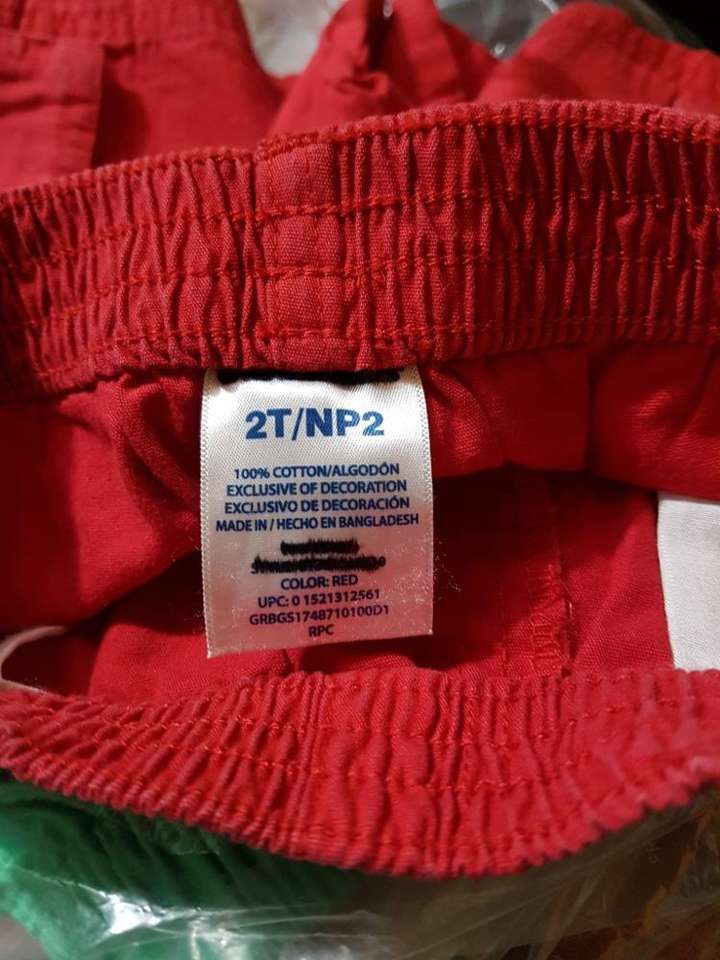 2T/NP2
100% COTTON/ALGODÓN
EXCLUSIVE OF DECORATION
EXCLUSIVO DE DECORACIÓN
MADE IN / HECHO EN BANGLADESH
COLOR: RED
UPC: 0 1521312561
GRBGS1748710100D1
RPC